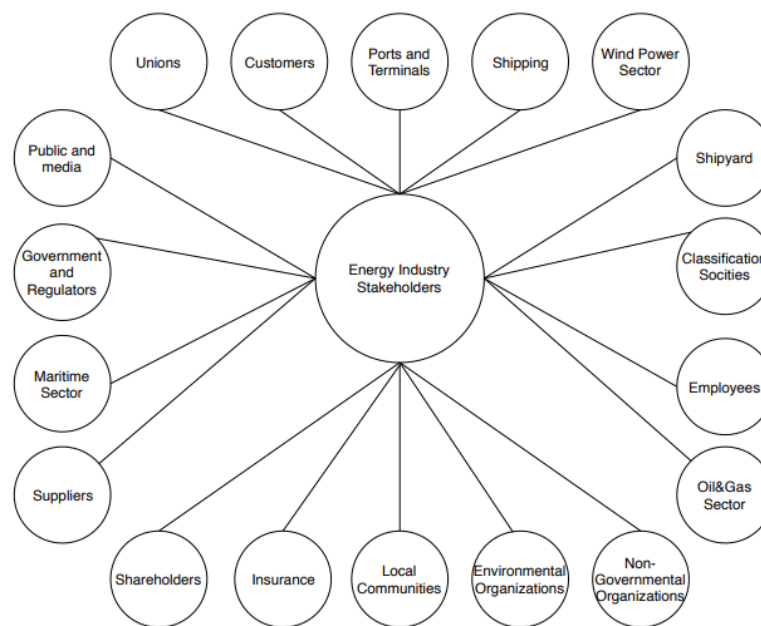 Unions
Customers
Ports and
Terminals
Shipping
Wind Power
Sector
Public and
media
Shipyard
Government
and
Regulators
Energy Industry
Stakeholders
Classification
Socities
Maritime
Sector
Employees
Suppliers
Oil&Gas
Sector
Shareholders
Insurance
Local
Communities
Environmental
Organizations
Non-
Governmental
Organizations